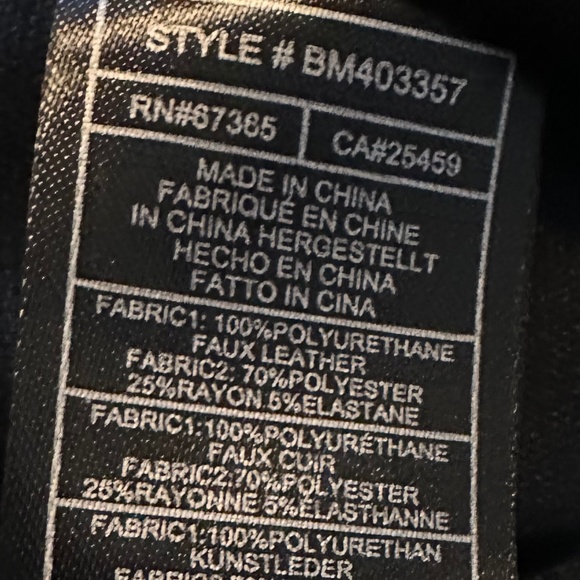 STYLE # BM403357
RN#67365 CA#25459
MADE IN CHINA
FABRIQUÉ EN CHINE
IN CHINA HERGESTELLT
HECHO EN CHINA
FATTO IN CINA
FABRIC1: 100%POLYURETHANE
FAUX LEATHER
FABRIC2: 70%POLYESTER
25%RAYON 5%ELASTANE
FABRIC1:100%POLYURÉTHANE
FAUX CUIR
FABRIC2:70%POLYESTER
25%RAYONNE 5%ELASTHANNE
FABRIC1:100%POLYURETHAN
KUNSTLEDER